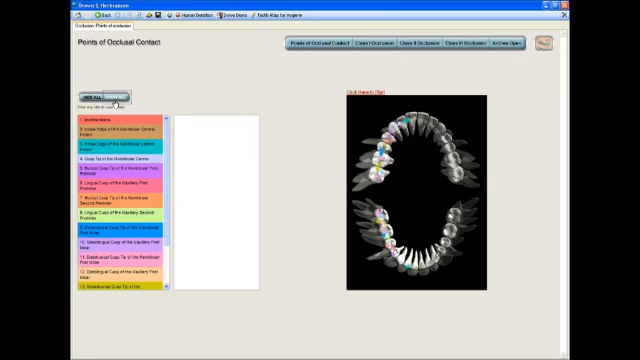 Brown & Herbranson
Back
Human Dentition
Invivo Demo
Tooth Atlas for Hygiene
Occlusion: Points of occlusion
Points of Occlusal Contact
Points of Occlusal Contact
Class I Occlusion
Class II Occlusion
Class III Occlusion
Arches Open
HIDE ALL
Click Here to Start
1. Instructions
2. Incisal Edge of the Mandibular Central
Incisor
3. Incisal Edge of the Mandibular Lateral
Incisor
4. Cusp Tip of the Mandibular Canine
5. Buccal Cusp Tip of the Mandibular First
Premolar
6. Lingual Cusp of the Maxillary First
Premolar
7. Buccal Cusp Tip of the Mandibular
Second Premolar
8. Lingual Cusp of the Maxillary Second
Premolar
9. Mesiobuccal Cusp Tip of the Mandibular
First Molar
10. Mesiolingual Cusp of the Maxillary First
Molar
11. Distobuccal Cusp Tip of the Mandibular
First Molar
12. Distolingual Cusp of the Maxillary First
Molar
13. Mesiobuccal Cusp Tip of the